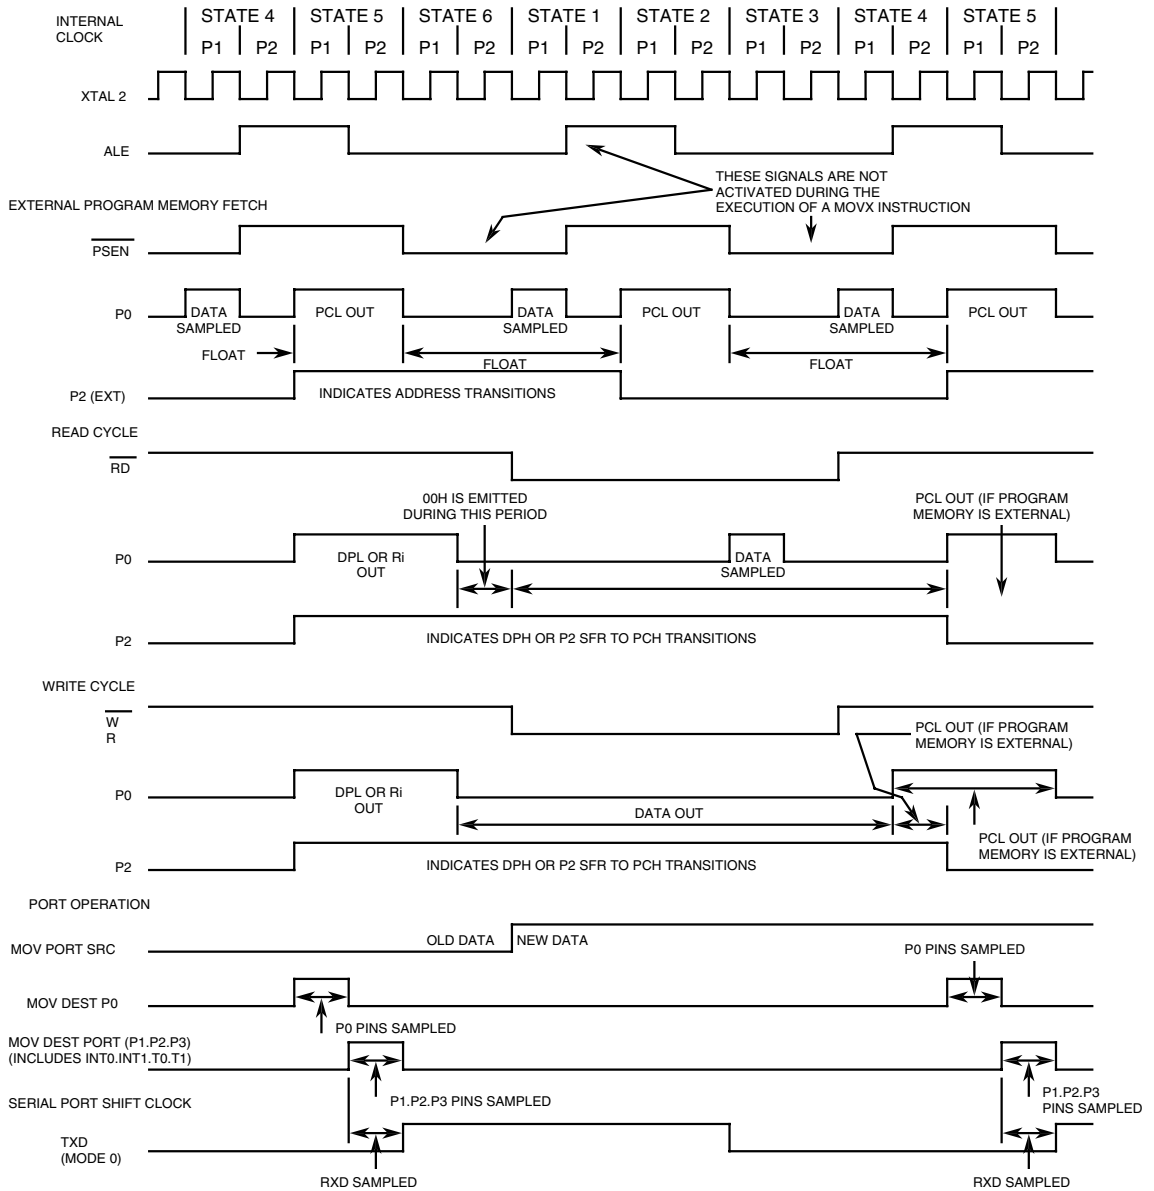 INTERNAL
CLOCK
STATE 4 STATE 5 STATE 6 STATE 1 STATE 2 STATE 3 STATE 4 STATE 5
P1 P2 P1 P2 P1 P2 P1 P2 P1 P2 P1 P2 P1 P2 P1 P2
XTAL 2
ALE
THESE SIGNALS ARE NOT
ACTIVATED DURING THE
EXECUTION OF A MOVX INSTRUCTION
EXTERNAL PROGRAM MEMORY FETCH
PSEN
P0
DATA
SAMPLED
PCL OUT
DATA
SAMPLED
PCL OUT
DATA
SAMPLED
PCL OUT
FLOAT
FLOAT
FLOAT
P2 (EXT)
INDICATES ADDRESS TRANSITIONS
READ CYCLE
RD
00H IS EMITTED
DURING THIS PERIOD
PCL OUT (IF PROGRAM
MEMORY IS EXTERNAL)
P0
DPL OR Ri
OUT
DATA
SAMPLED
P2
INDICATES DPH OR P2 SFR TO PCH TRANSITIONS
WRITE CYCLE
W
R
PCL OUT (IF PROGRAM
MEMORY IS EXTERNAL)
P0
DPL OR Ri
OUT
DATA OUT
PCL OUT (IF PROGRAM
MEMORY IS EXTERNAL)
P2
INDICATES DPH OR P2 SFR TO PCH TRANSITIONS
PORT OPERATION
MOV PORT SRC
OLD DATA
NEW DATA
P0 PINS SAMPLED
MOV DEST P0
P0 PINS SAMPLED
MOV DEST PORT (P1.P2.P3)
(INCLUDES INT0.INT1.T0.T1)
P1.P2.P3 PINS SAMPLED
P1.P2.P3
PINS SAMPLED
SERIAL PORT SHIFT CLOCK
TXD
(MODE 0)
RXD SAMPLED
RXD SAMPLED